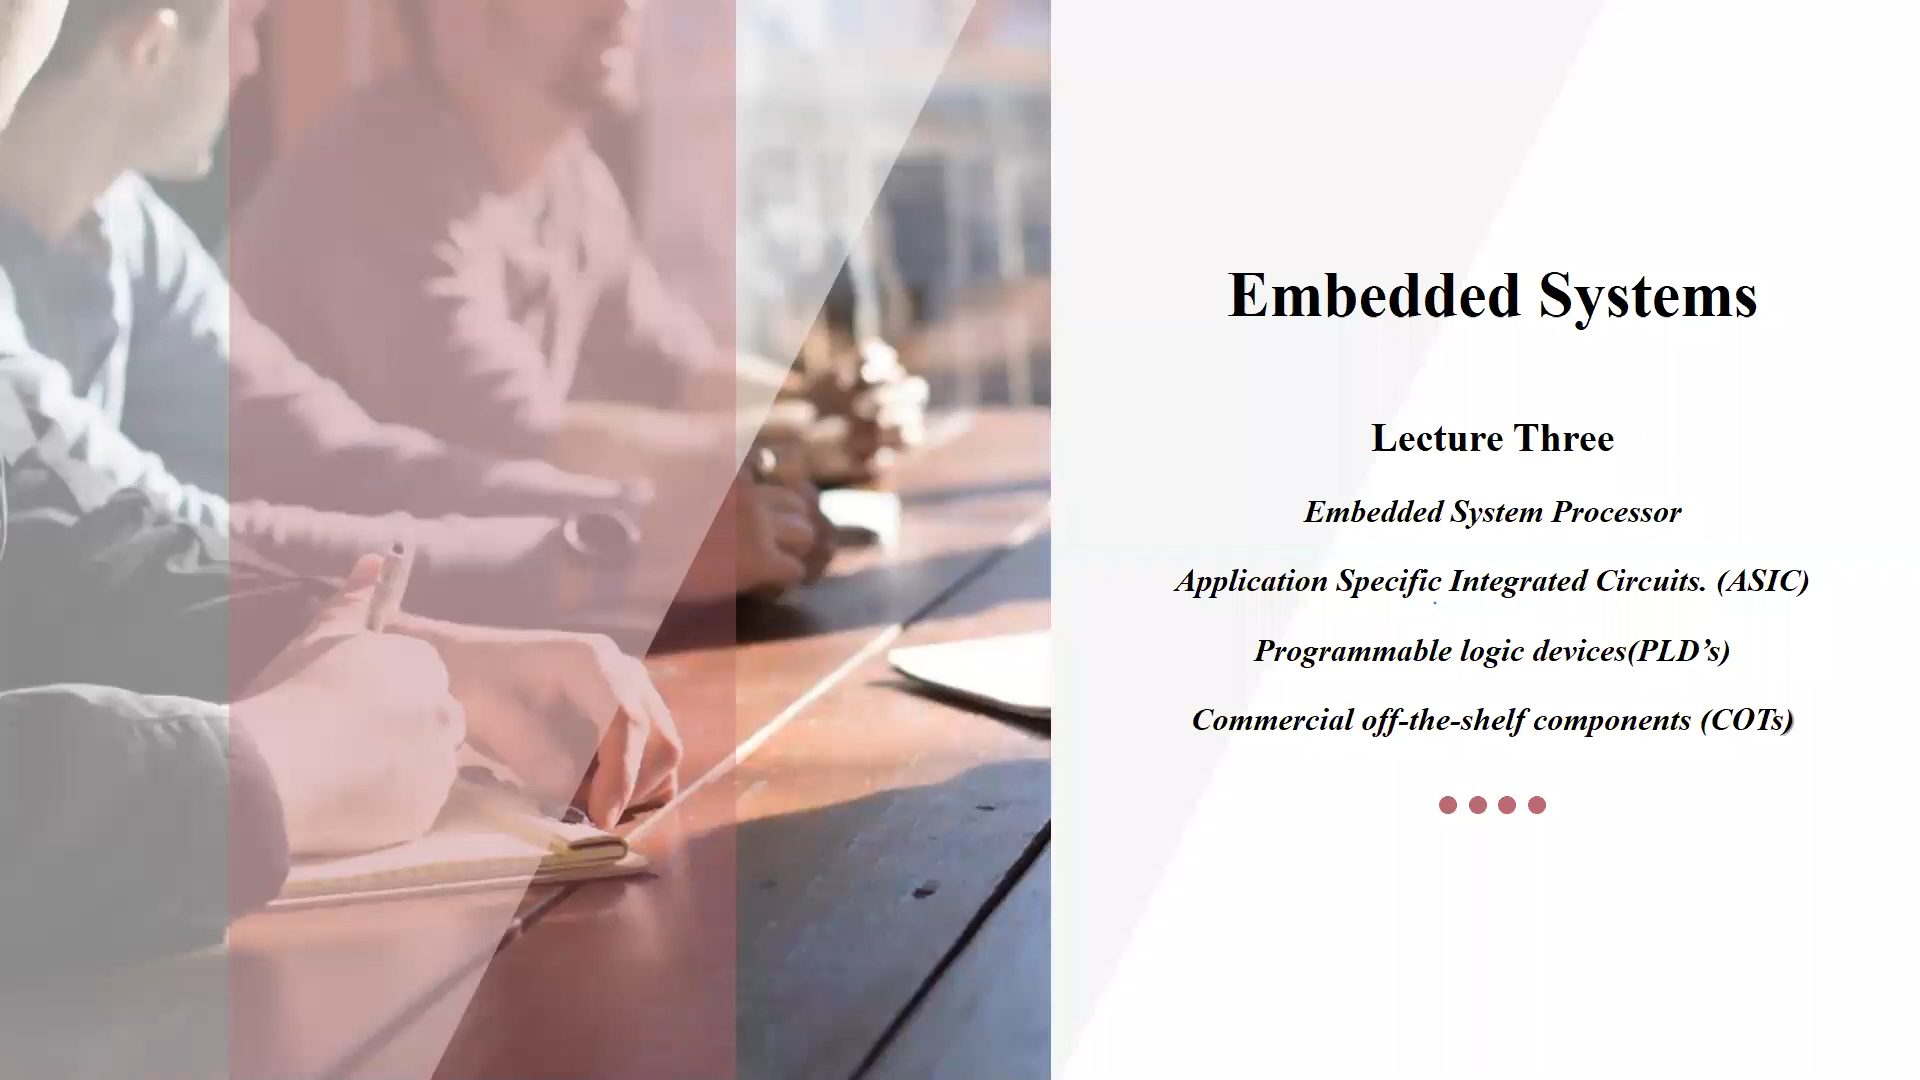 Embedded Systems
Lecture Three
Embedded System Processor
Application Specific Integrated Circuits. (ASIC)
Programmable logic devices(PLD’s)
Commercial off-the-shelf components (COTs)